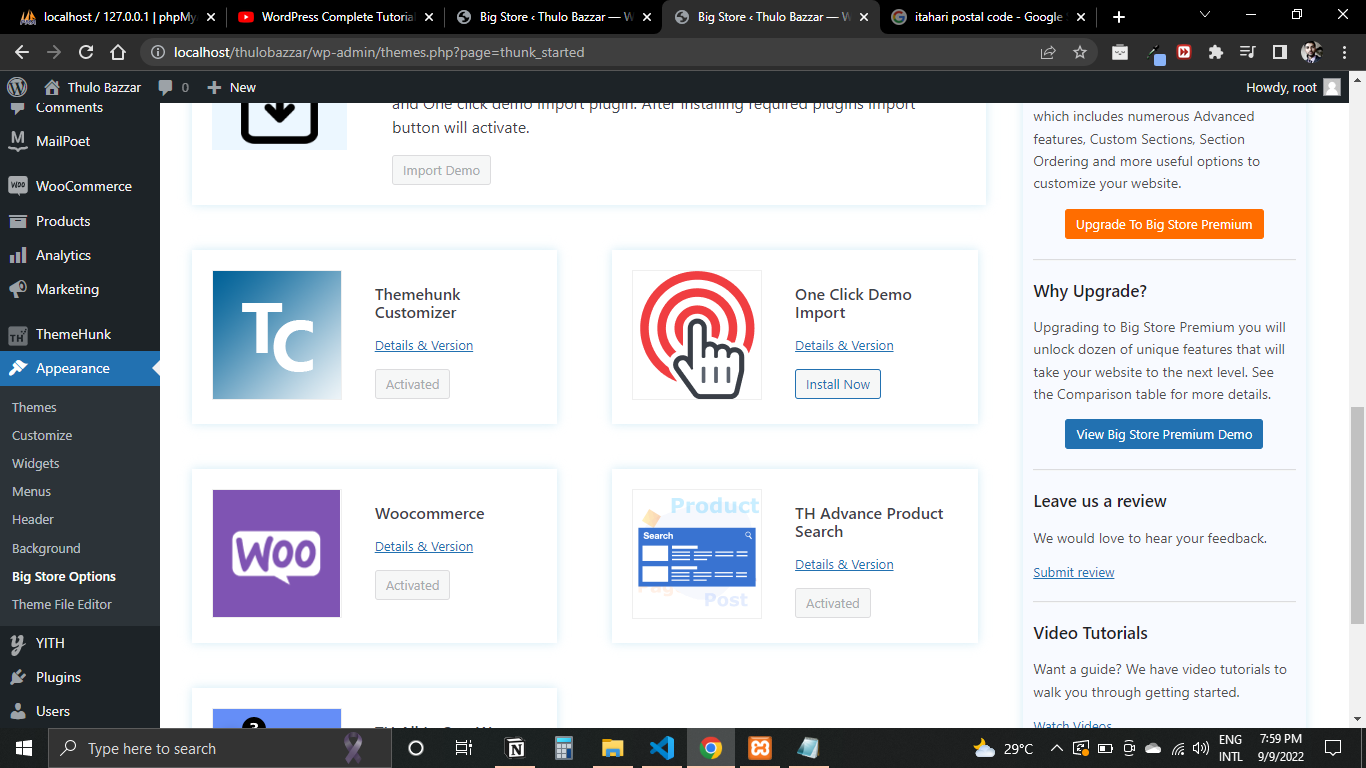 localhost / 127.0.0.1 | phpMy
WordPress Complete Tutorial
Big Store ‹ Thulo Bazzar — W
Big Store ‹ Thulo Bazzar — W
itahari postal code - Google
localhost/thulobazzar/wp-admin/themes.php?page=thunk_started
Thulo Bazzar
0
New
Howdy, root
Comments
MailPoet
WooCommerce
Products
Analytics
Marketing
ThemeHunk
Appearance
Themes
Customize
Widgets
Menus
Header
Background
Big Store Options
Theme File Editor
YITH
Plugins
Users
and One click demo import plugin. After installing required plugins import
button will activate.
Import Demo
TC
Themehunk
Customizer
Details & Version
Activated
One Click Demo
Import
Details & Version
Install Now
WOO
Woocommerce
Details & Version
Activated
Product
Search
Page
Post
TH Advance Product
Search
Details & Version
Activated
which includes numerous Advanced
features, Custom Sections, Section
Ordering and more useful options to
customize your website.
Upgrade To Big Store Premium
Why Upgrade?
Upgrading to Big Store Premium you will
unlock dozen of unique features that will
take your website to the next level. See
the Comparison table for more details.
View Big Store Premium Demo
Leave us a review
We would love to hear your feedback.
Submit review
Video Tutorials
Want a guide? We have video tutorials to
walk you through getting started.
Watch Videos
Type here to search
29°C
ENG
INTL
7:59 PM
9/9/2022